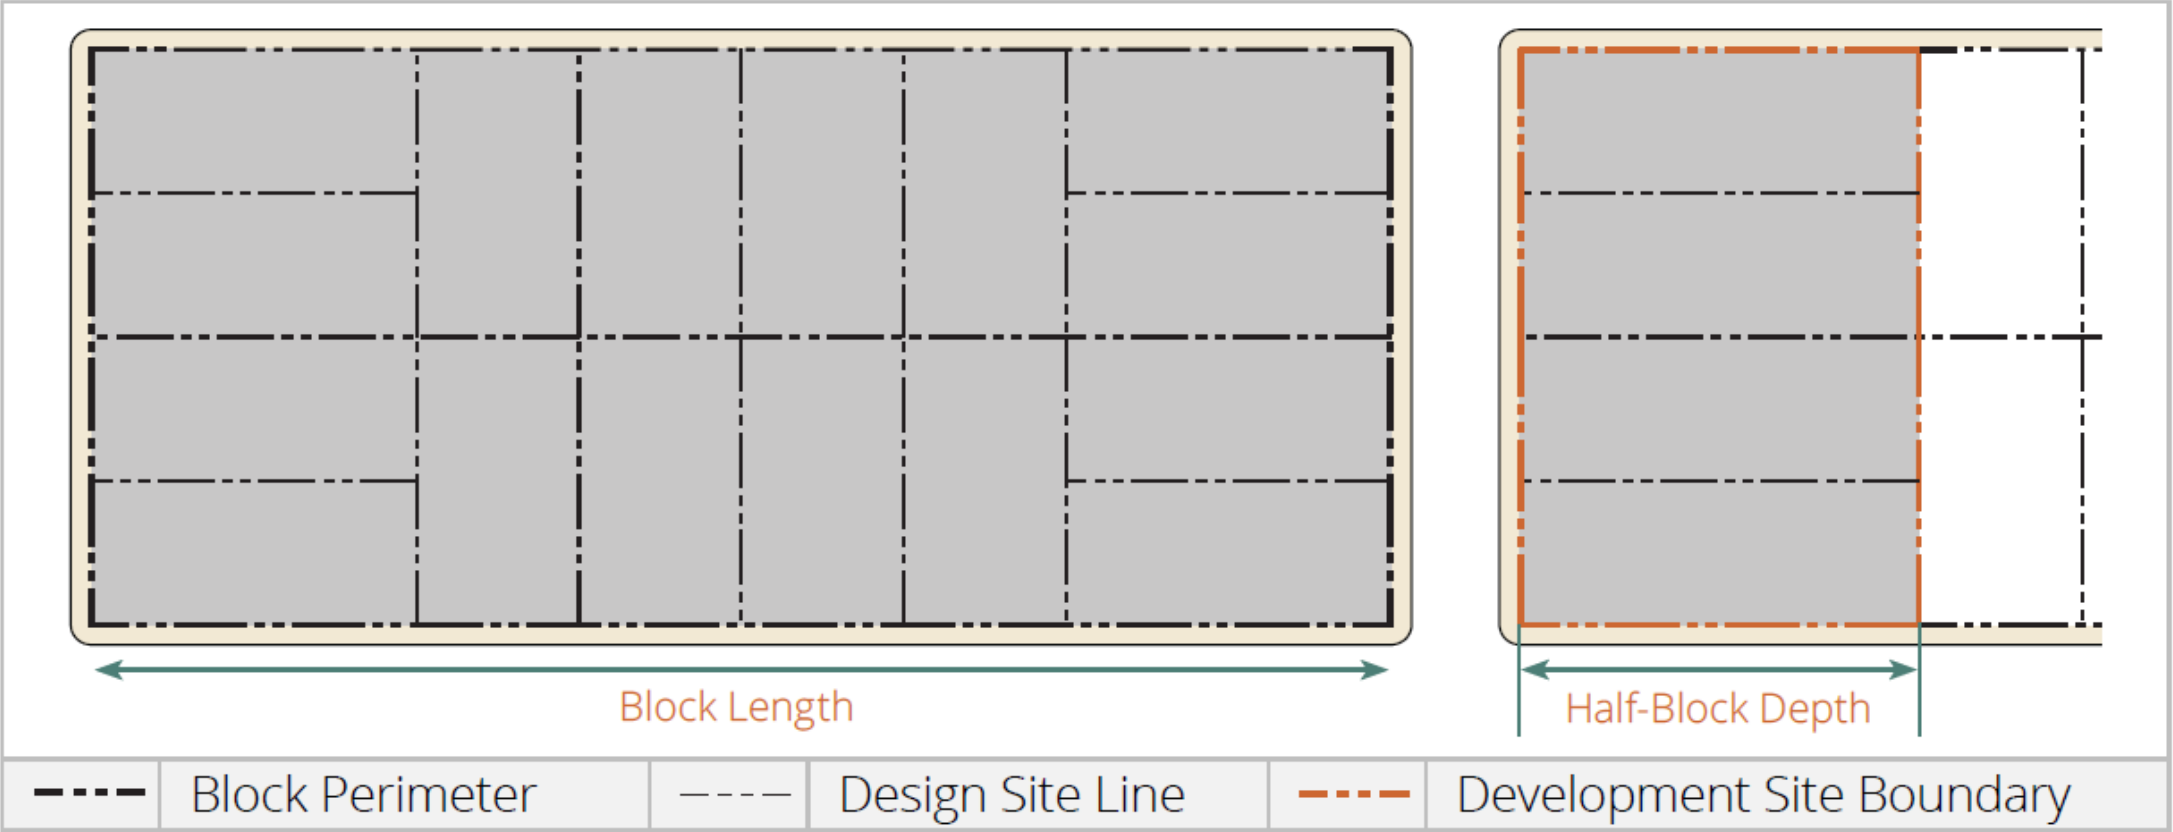 Block Length
Half-Block Depth
Block Perimeter
Design Site Line
Development Site Boundary